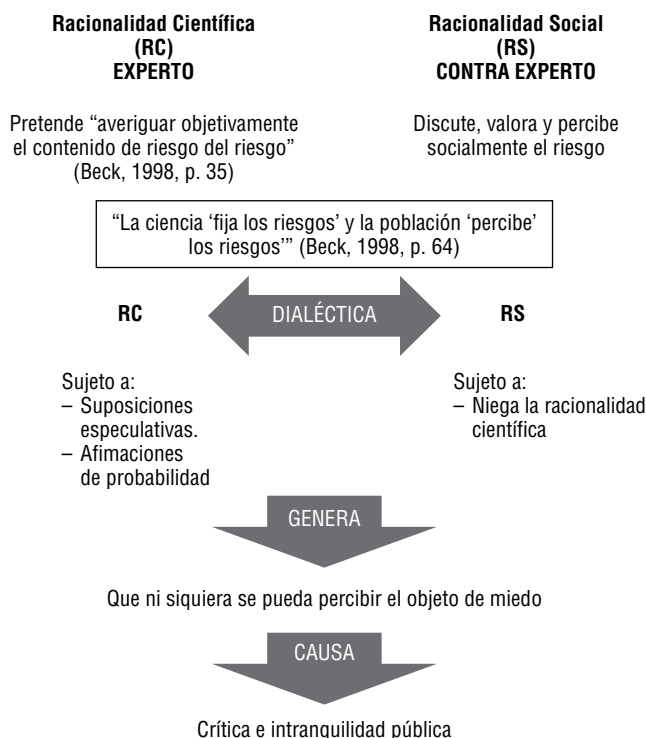 Racionalidad Científica
(RC)
EXPERTO
Pretende “averiguar objetivamente
el contenido de riesgo del riesgo”
(Beck, 1998, p. 35)
Racionalidad Social
(RS)
CONTRA EXPERTO
Discute, valora y percibe
socialmente el riesgo
“La ciencia ‘fija los riesgos’ y la población ‘percibe’
los riesgos’” (Beck, 1998, p. 64)
RC
DIALÉCTICA
RS
Sujeto a:
– Suposiciones
especulativas.
– Afimaciones
de probabilidad
Sujeto a:
– Niega la racionalidad
científica
GENERA
Que ni siquiera se pueda percibir el objeto de miedo
CAUSA
Crítica e intranquilidad pública